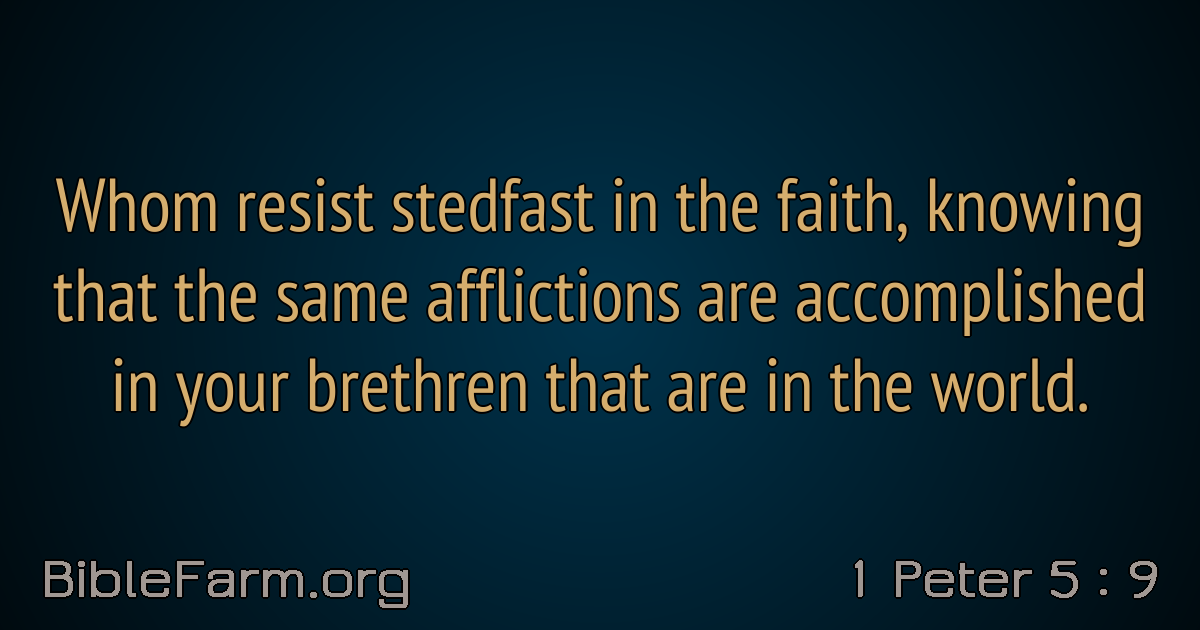 Whom resist stedfast in the faith, knowing
that the same afflictions are accomplished
in your brethren that are in the world.
BibleFarm.org
1 Peter 5 : 9